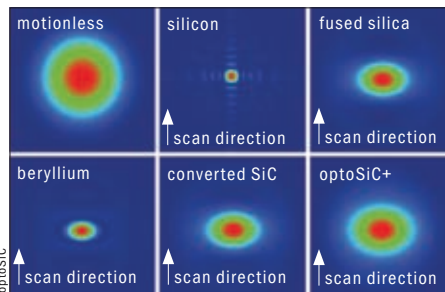 motionless
silicon
fused silica
scan direction
scan direction
beryllium
converted SiC
optoSiC+
scan direction
scan direction
scan direction
optoSiC